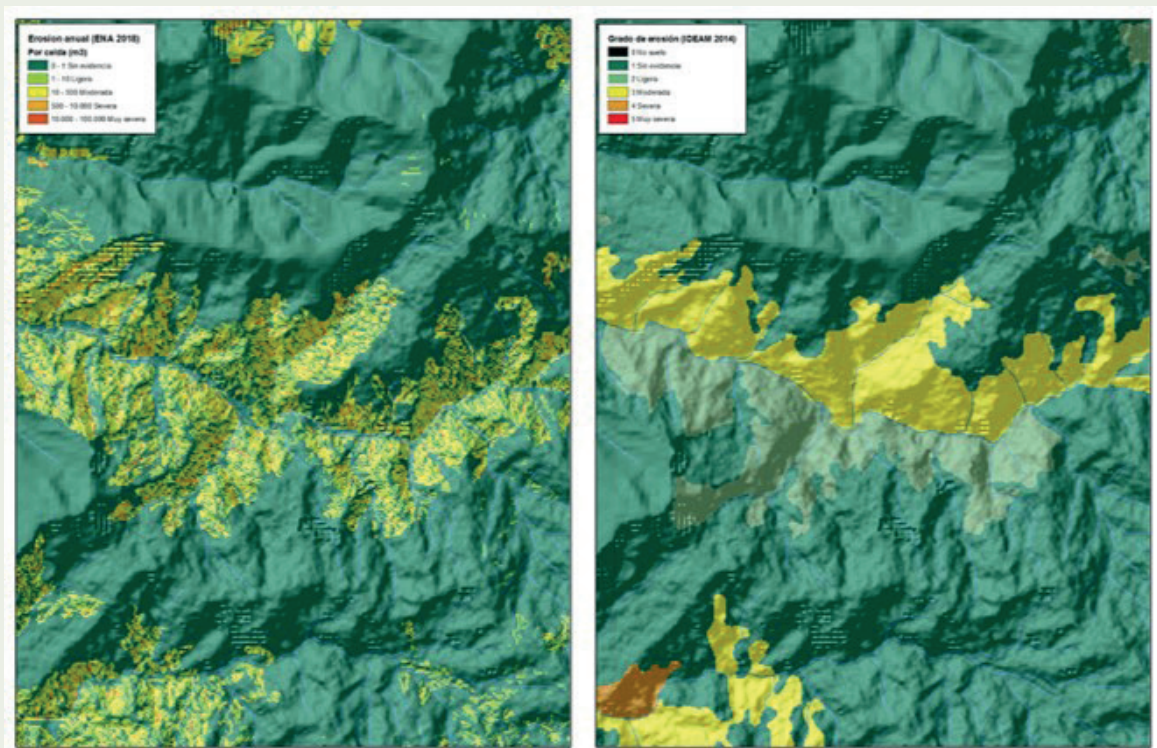 Erosion anual (ENA 2018)
Por celda (m3)
0 - 1 Sin evidencia
1 - 10 Ligera
10 - 500 Moderada
500 - 10.000 Severa
10.000 - 100.000 Muy severa
Grado de erosión (IDEAM 2014)
0 No suelo
1 Sin evidencia
2 Ligera
3 Moderada
4 Severa
5 Muy severa